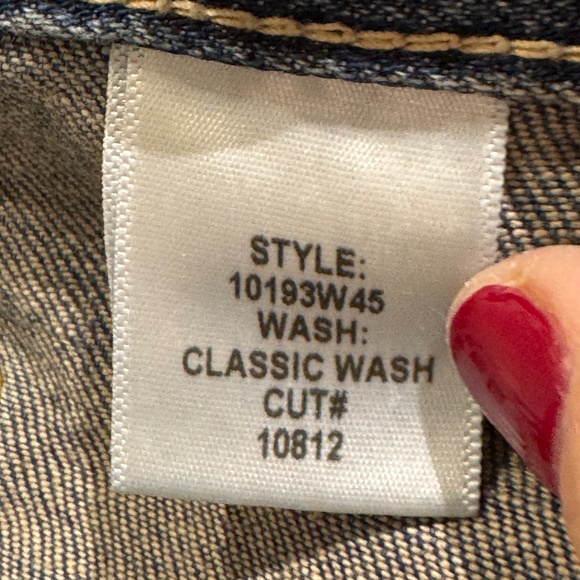 STYLE:
10193W45
WASH:
CLASSIC WASH
CUT#
10812